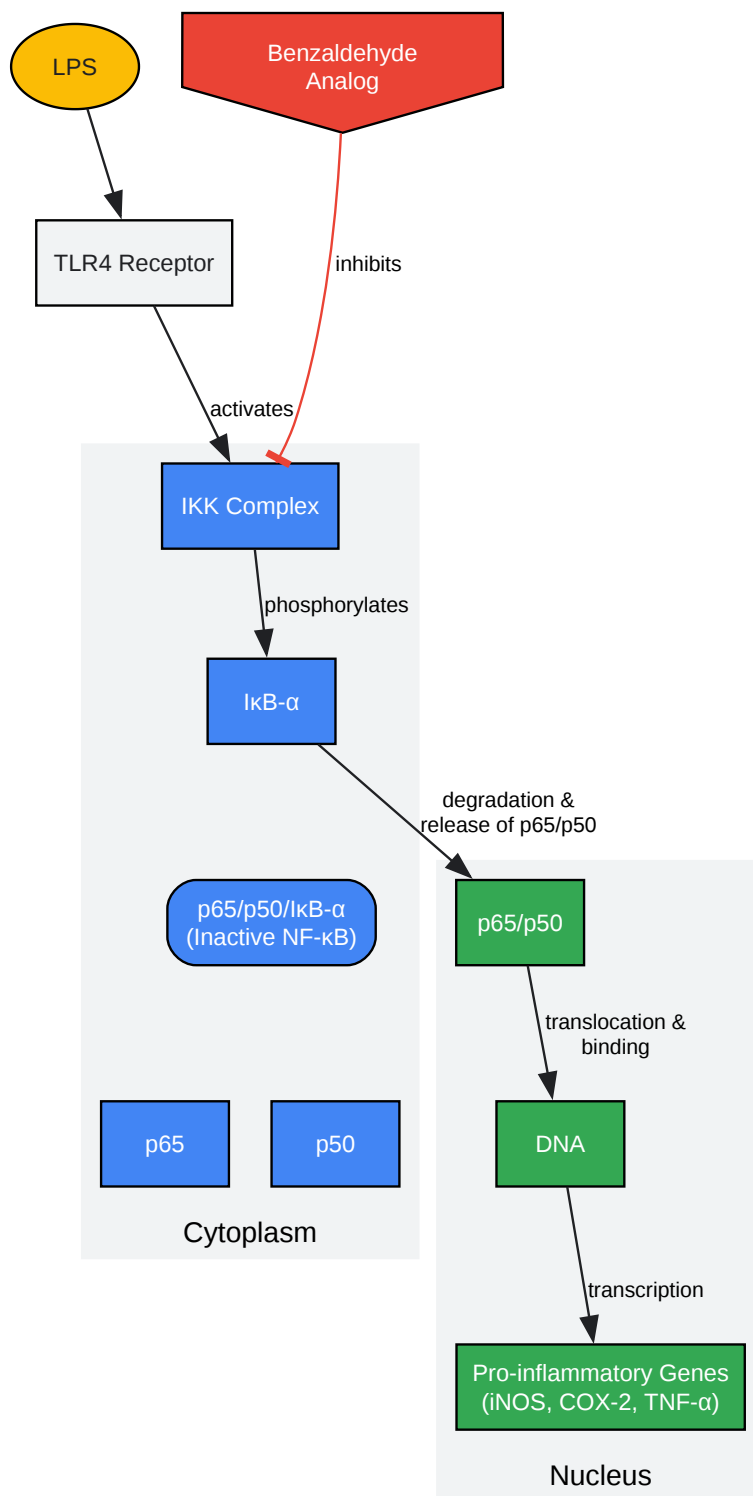 LPS
Benzaldehyde
Analog
TLR4 Receptor
inhibits
activates
IKK Complex
phosphorylates
IκB-α
degradation &
release of p65/p50
p65/p50/IκB-α
(Inactive NF-κB)
p65/p50
translocation &
binding
p65
p50
DNA
Cytoplasm
transcription
Pro-inflammatory Genes
(iNOS, COX-2, TNF-α)
Nucleus